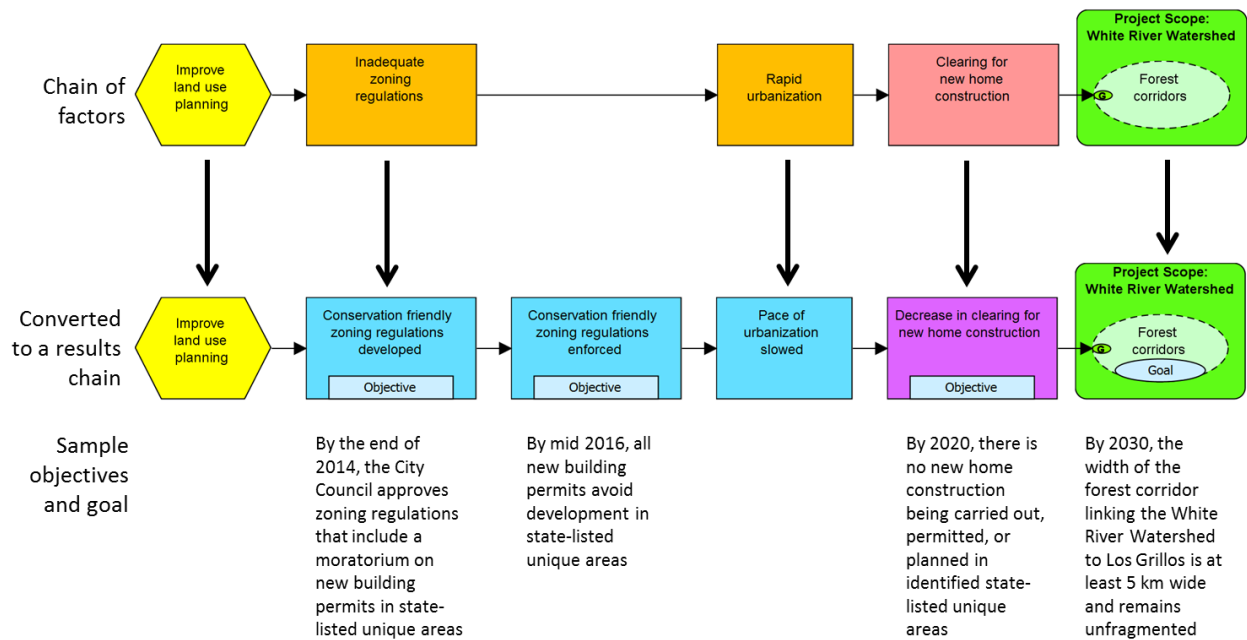 Chain of
factors
Improve
land use
planning
Inadequate
zoning
regulations
Rapid
urbanization
Clearing for
new home
construction
Project Scope:
White River Watershed
Forest
corridors
G
Converted
to a results
chain
Improve
land use
planning
Conservation friendly
zoning regulations
developed
Objective
Conservation friendly
zoning regulations
enforced
Objective
Pace of
urbanization
slowed
Decrease in clearing for
new home construction
Objective
Project Scope:
White River Watershed
Forest
corridors
G
Goal
Sample
objectives
and goal
By the end of
2014, the City
Council approves
zoning regulations
that include a
moratorium on
new building
permits in state-
listed unique areas
By mid 2016, all
new building
permits avoid
development in
state-listed
unique areas
By 2020, there is
no new home
construction
being carried out,
permitted, or
planned in
identified state-
listed unique
areas
By 2030, the
width of the
forest corridor
linking the White
River Watershed
to Los Grillos is at
least 5 km wide
and remains
unfragmented